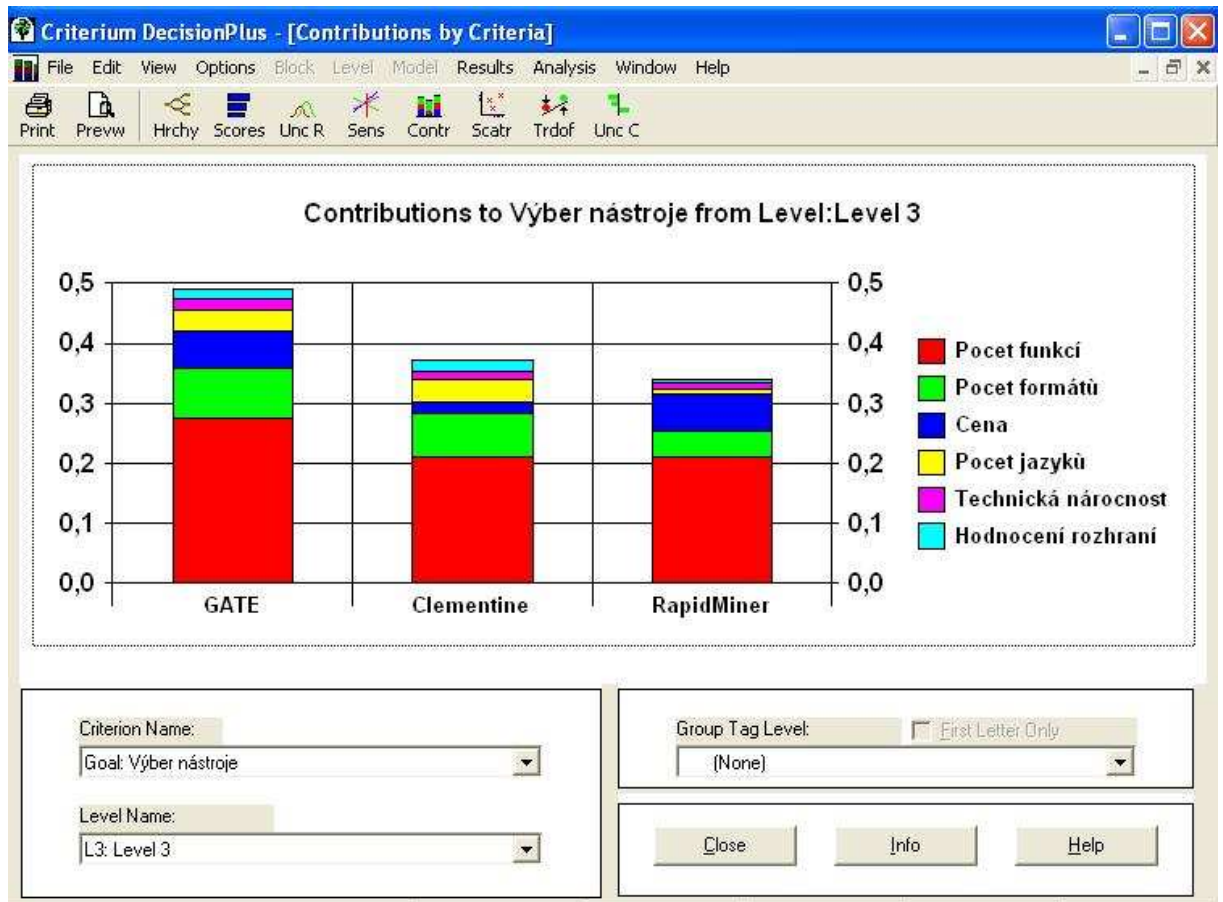 Criterium DecisionPlus - [Contributions by Criteria]
File Edit View Options Block Level Model Results Analysis Window Help
Print Prevw Hrchy Scores Unc R Sens Contr Scatr Trdof Unc C
Contributions to Výber nástroje from Level:Level 3
0,5 0,5
0,4 0,4
0,3 0,3
0,2 0,2
0,1 0,1
0,0 0,0
GATE Clementine RapidMiner
Pocet funkcí
Pocet formátù
Cena
Pocet jazykù
Technická nárocnost
Hodnocení rozhraní
Criterion Name:
Goal: Výber nástroje
Level Name:
L3: Level 3
Group Tag Level: First Letter Only
(None)
Close Info Help